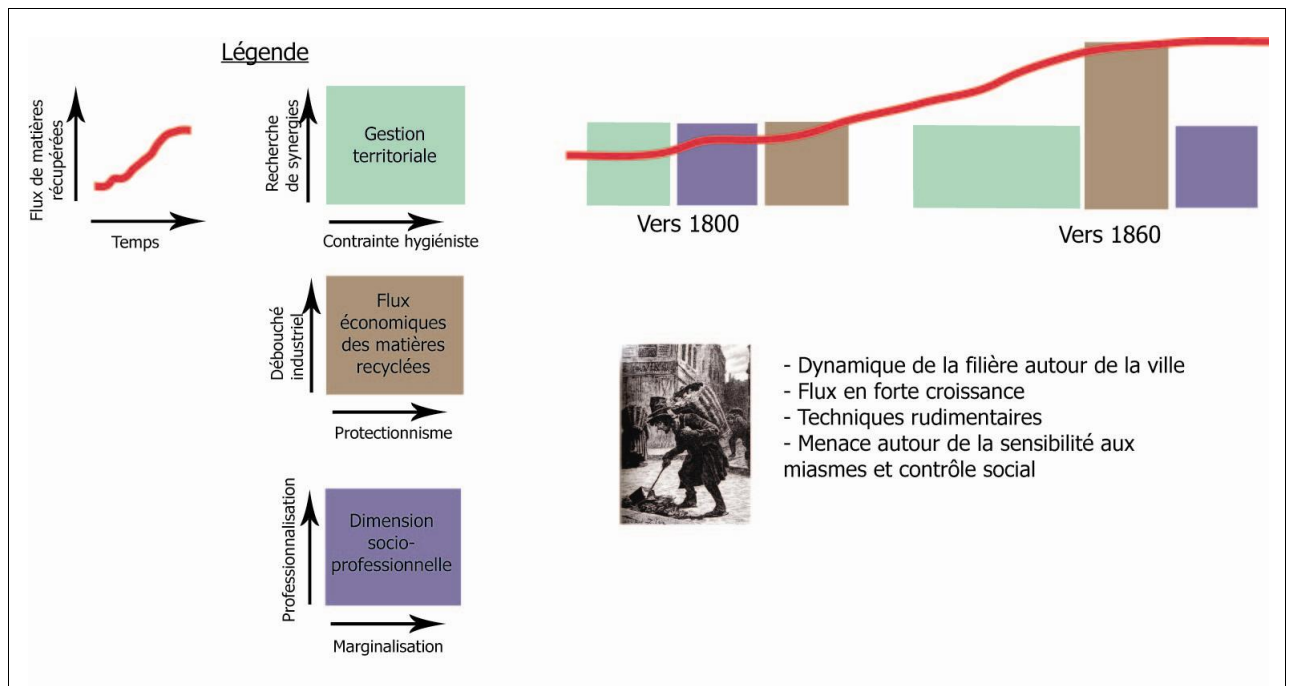 Légende
Flux de matières
récupérées
Temps
Recherche
de synergies
Gestion
territoriale
Contrainte hygiéniste
Débouché
industriel
Flux
économiques
des matières
recyclées
Protectionnisme
Professionnalisation
Dimension
socio-
professionnelle
Marginalisation
Vers 1800
Vers 1860
- Dynamique de la filière autour de la ville
- Flux en forte croissance
- Techniques rudimentaires
- Menace autour de la sensibilité aux
miasmes et contrôle social